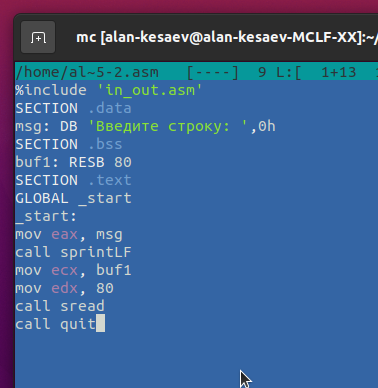 mc [alan-kesaev@alan-kesaev-MCLF-XX]:~/
/home/al~5-2.asm [----] 9 L:[ 1+13
%include 'in_out.asm'
SECTION .data
msg: DB 'Введите строку: ',0h
SECTION .bss
buf1: RESB 80
SECTION .text
GLOBAL _start
_start:
mov eax, msg
call sprintLF
mov ecx, buf1
mov edx, 80
call sread
call quit